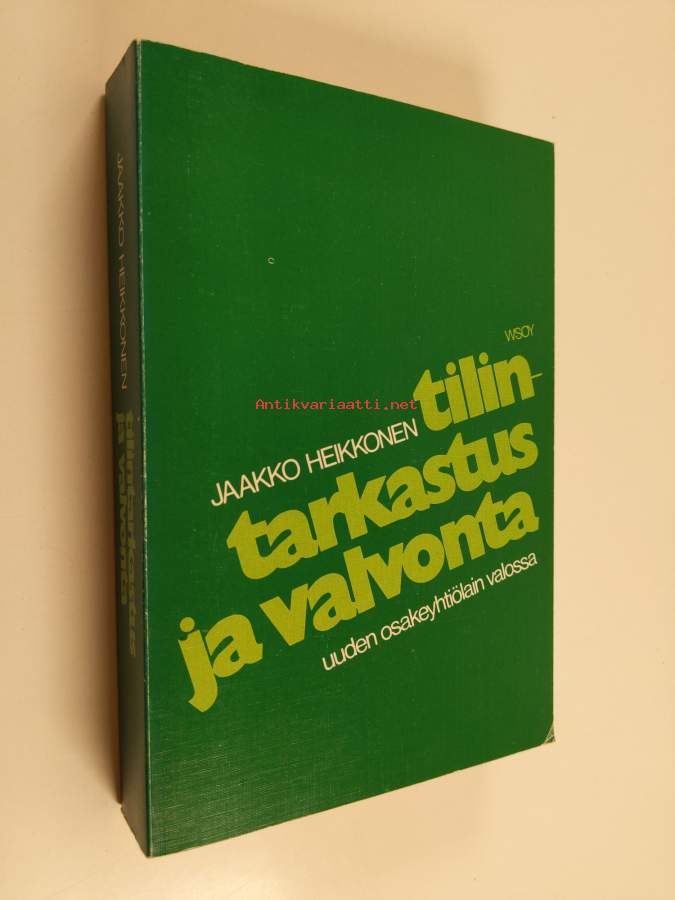 JAAKKO HEIKKONEN
tilintarkastus
ja valvonta
WSOY
JAAKKO HEIKKONEN tilin-
tarkastus
ja valvonta
uuden osakeyhtiölain valossa
Antikvariaatti.net